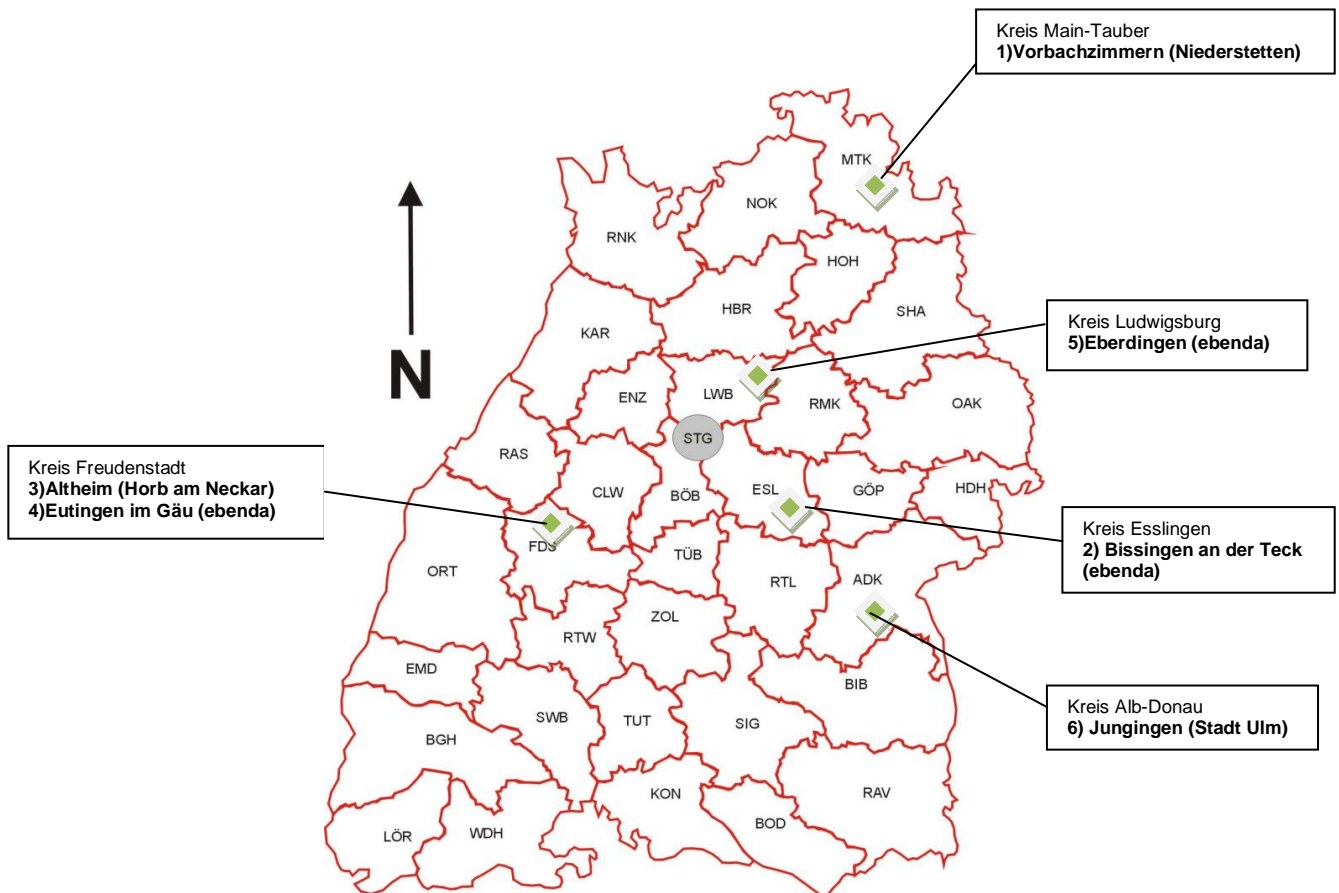 Kreis Main-Tauber
1)Vorbachzimmern (Niederstetten)
MTK
NOK
RNK
HOH
HBR
SHA
KAR
Kreis Ludwigsburg
5)Eberdingen (ebenda)
N
ENZ
LWB
RMK
OAK
STG
RAS
Kreis Freudenstadt
3)Altheim (Horb am Neckar)
4)Eutingen im Gäu (ebenda)
CLW
BÖB
ESL
GÖP
HDH
Kreis Esslingen
2) Bissingen an der Teck
(ebenda)
FDS
TÜB
ORT
RTL
ADK
ZOL
RTW
EMD
BIB
Kreis Alb-Donau
6) Jungingen (Stadt Ulm)
SWB
TUT
SIG
BGH
KON
RAV
BOD
LÖR
WDH